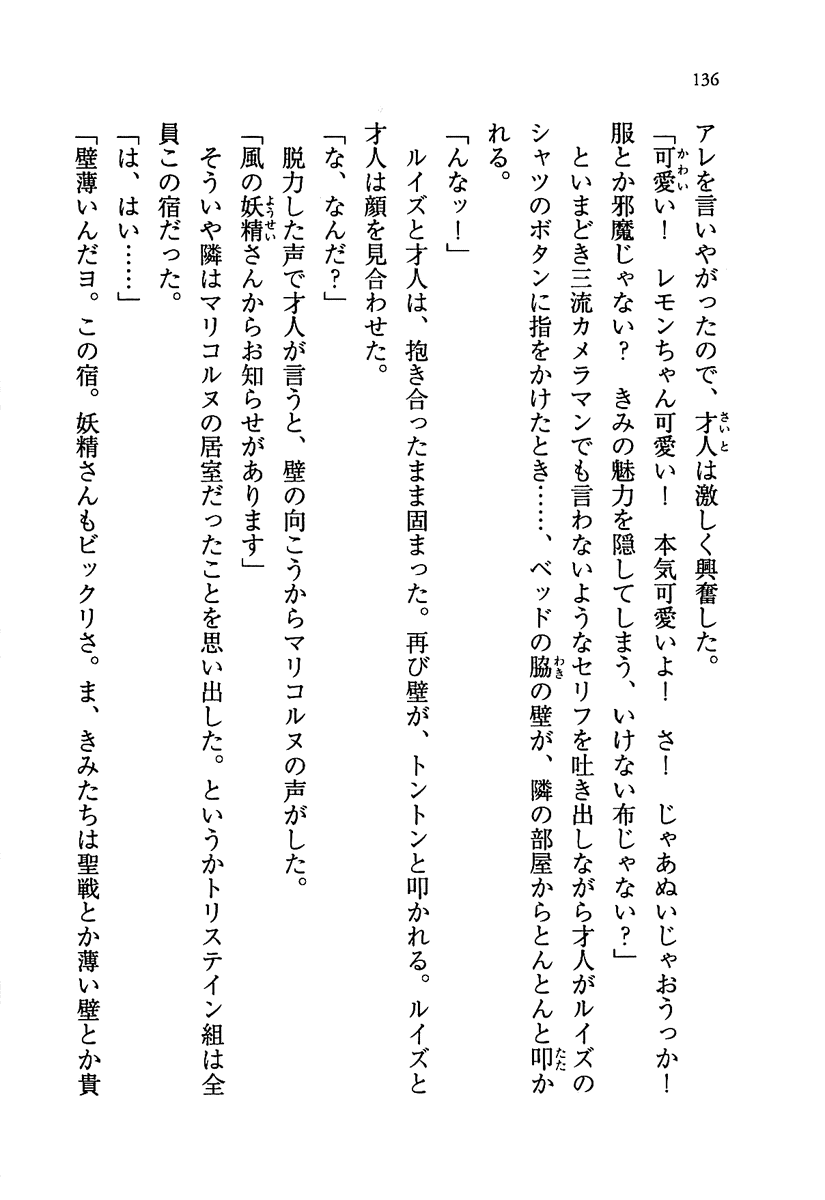 136
アレを言いやがったので、才人は激しく興奮した。
「可愛い！　レモンちゃん可愛い！　本気可愛いよ！　さ！　じゃあぬいじゃおうっか！
服とか邪魔じゃない？　きみの魅力を隠してしまう、いけない布じゃない？」
　といまどき三流カメラマンでも言わないようなセリフを吐き出しながら才人がルイズの
シャツのボタンに指をかけたとき……、ベッドの脇の壁が、隣の部屋からとんとんと叩か
れる。
「んなッ！」
　ルイズと才人は、抱き合ったまま固まった。再び壁が、トントンと叩かれる。ルイズと
才人は顔を見合わせた。
「な、なんだ？」
　脱力した声で才人が言うと、壁の向こうからマリコルヌの声がした。
「風の妖精さんからお知らせがあります」
　そういや隣はマリコルヌの居室だったことを思い出した。というかトリステイン組は全
員この宿だった。
「は、はい……」
「壁薄いんだヨ。この宿。妖精さんもビックリさ。ま、きみたちは聖戦とか薄い壁とか貴